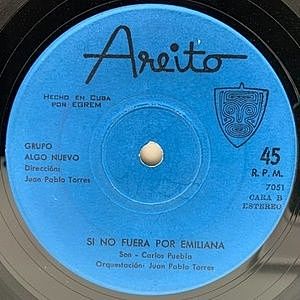 Areito
HECHO EN CUBA
POR EGREM
GRUPO
ALGO NUEVO
Dirección:
Juan Pablo Torres
45
R. P. M.
7051
CARA B
ESTEREO
SI NO FUERA POR EMILIANA
Son - Carlos Puebla
Orquestación: Juan Pablo Torres